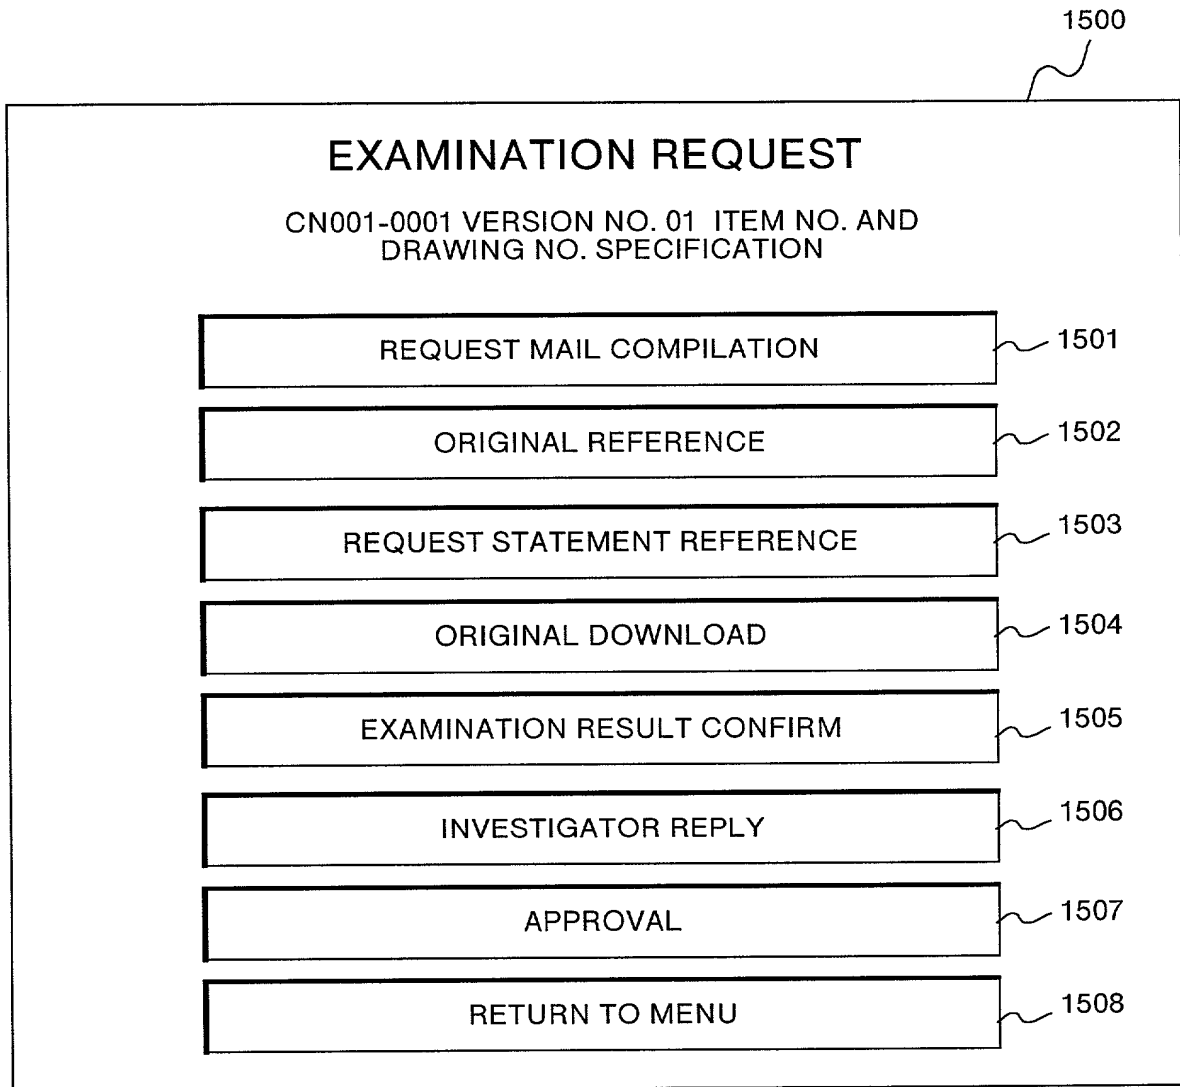 1500
EXAMINATION REQUEST
CN001-0001 VERSION NO. 01 ITEM NO. AND
DRAWING NO. SPECIFICATION
REQUEST MAIL COMPILATION 1501
ORIGINAL REFERENCE 1502
REQUEST STATEMENT REFERENCE 1503
ORIGINAL DOWNLOAD 1504
EXAMINATION RESULT CONFIRM 1505
INVESTIGATOR REPLY 1506
APPROVAL 1507
RETURN TO MENU 1508